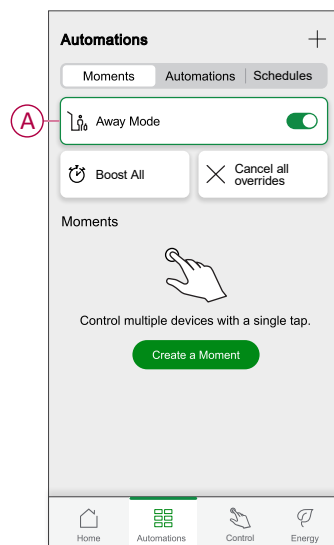 Automations
Moments Automations Schedules
A
Away Mode
Boost All
Cancel all
overrides
Moments
Control multiple devices with a single tap.
Create a Moment
Home Automations Control Energy